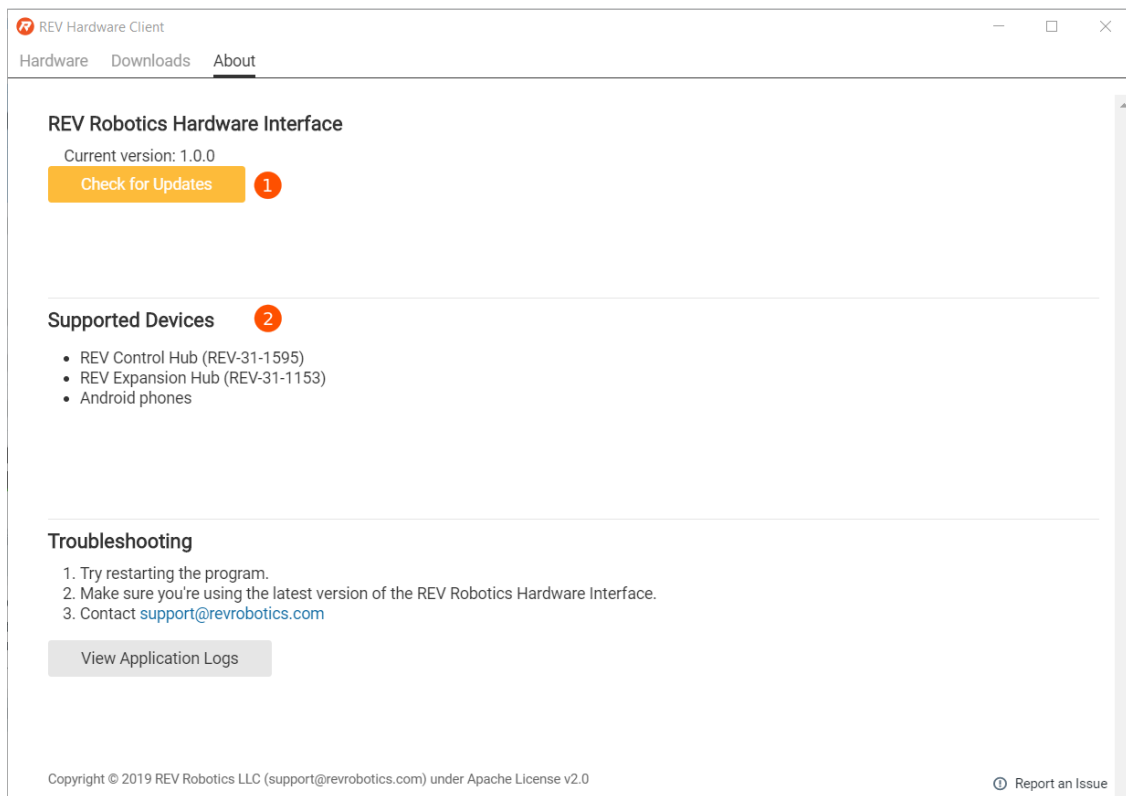 REV Hardware Client
Hardware Downloads About
REV Robotics Hardware Interface
Current version: 1.0.0
Check for Updates 1
Supported Devices 2
• REV Control Hub (REV-31-1595)
• REV Expansion Hub (REV-31-1153)
• Android phones
Troubleshooting
1. Try restarting the program.
2. Make sure you're using the latest version of the REV Robotics Hardware Interface.
3. Contact support@revrobotics.com
View Application Logs
Copyright © 2019 REV Robotics LLC (support@revrobotics.com) under Apache License v2.0
Report an Issue